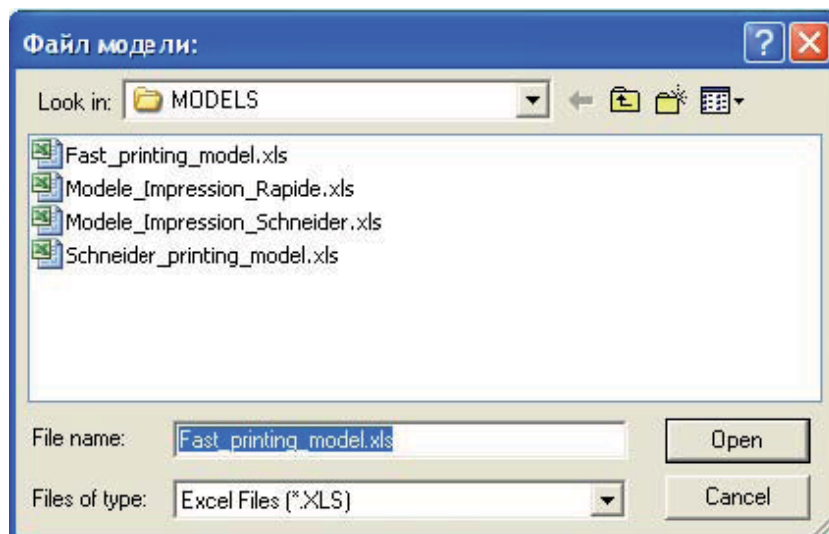 Файл модели:
Look in: MODELS
Fast_printing_model.xls
Modele_Impression_Rapide.xls
Modele_Impression_Schneider.xls
Schneider_printing_model.xls
File name: Fast_printing_model.xls Open
Files of type: Excel Files (*.XLS) Cancel